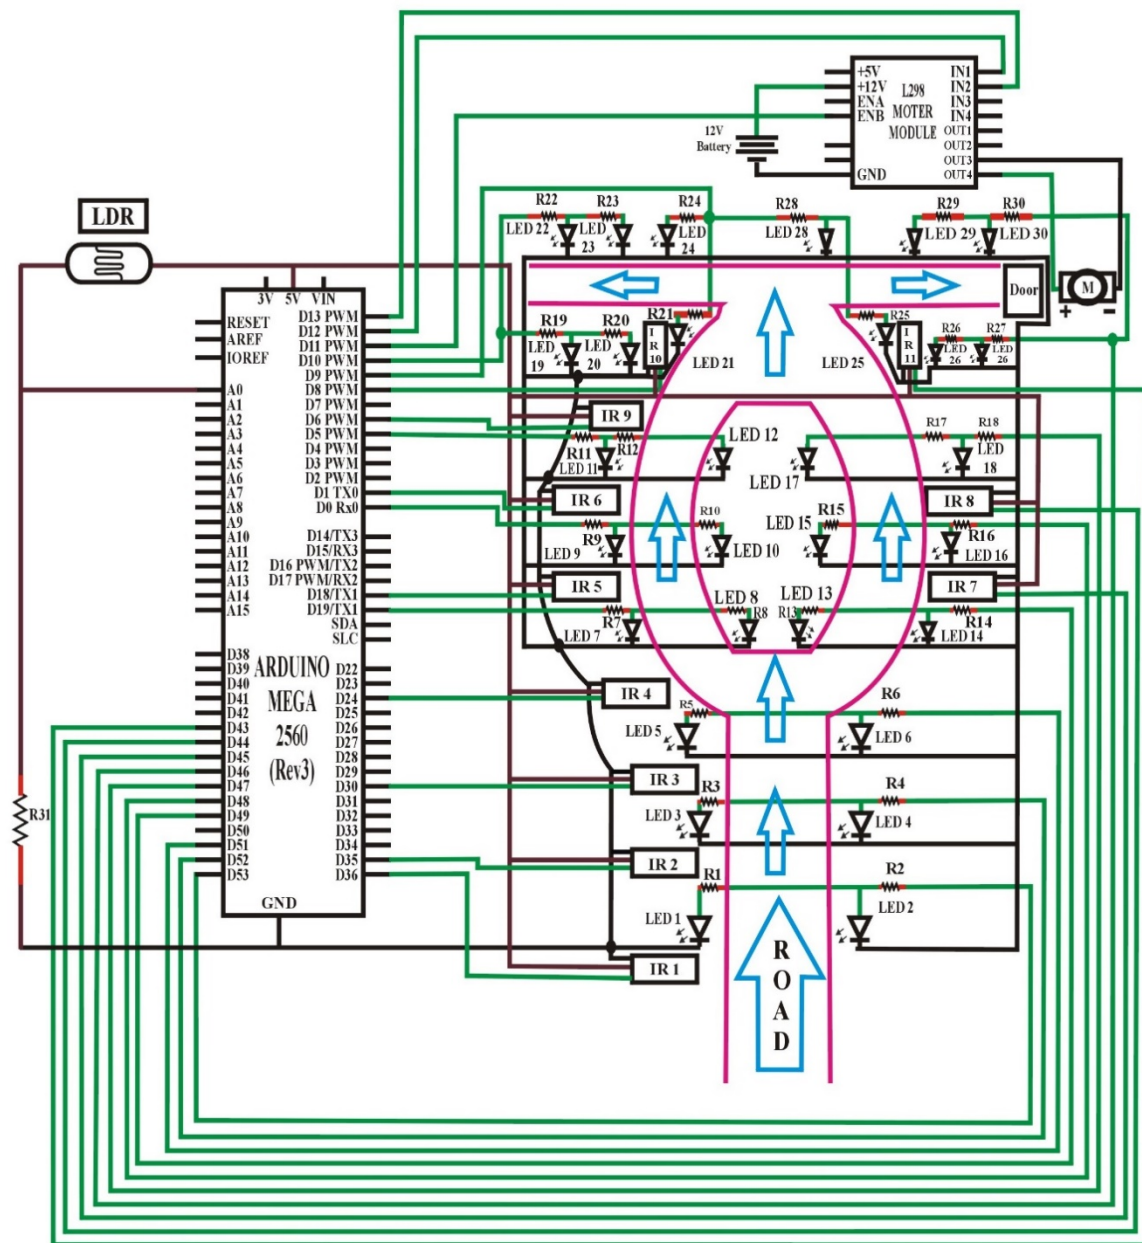 LDR
3V 5V VIN
RESET
AREF
IOREF
A0
A1
A2
A3
A4
A5
A6
A7
A8
A9
A10
A11
A12
A13
A14
A15
D38
D39
D40
D41
D42
D43
D44
D45
D46
D47
D48
D49
D50
D51
D52
D53
D13 PWM
D12 PWM
D11 PWM
D10 PWM
D9 PWM
D8 PWM
D7 PWM
D6 PWM
D5 PWM
D4 PWM
D3 PWM
D2 PWM
D1 TX0
D0 Rx0
D14/TX3
D15/RX3
D16 PWM/TX2
D17 PWM/RX2
D18/TX1
D19/TX1
SDA
SLC
D22
D23
D24
D25
D26
D27
D28
D29
D30
D31
D32
D33
D34
D35
D36
ARDUINO
MEGA
2560
(Rev3)
GND
R31
12V
Battery
+5V
+12V
ENA
ENB
GND
L298
MOTER
MODULE
IN1
IN2
IN3
IN4
OUT1
OUT2
OUT3
OUT4
R22
R23
R24
R28
R29
R30
LED 22
LED
23
LED
24
LED
28
LED 29
LED 30
Door
M
+ -
R19
R20
R21
LED
19
LED
20
I
R
10
LED 21
LED 25
R25
I
R
11
R26
R27
LED
26
LED
26
IR 9
R11
R12
LED 11
LED 12
LED 17
R17
R18
LED
18
IR 6
IR 8
R9
R10
LED 9
LED 10
LED 15
R15
R16
LED 16
IR 5
IR 7
R7
LED 7
LED 8
R8
LED 13
R13
R14
LED 14
IR 4
R5
R6
LED 5
LED 6
IR 3
R3
R4
LED 3
LED 4
IR 2
R1
R2
LED 1
LED 2
IR 1
R
O
A
D